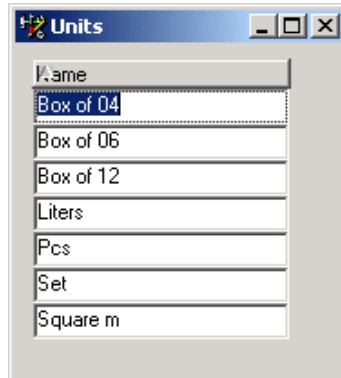 Units
Name
Box of 04
Box of 06
Box of 12
Liters
Pcs
Set
Square m